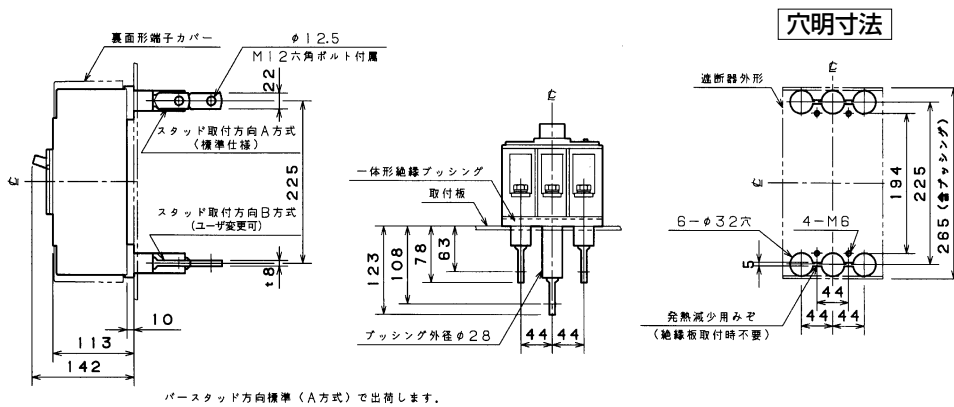 穴明寸法
裏面形端子カバー
φ12.5
M12六角ボルト付属
22
スタッド取付方向A方式
(標準仕様)
225
スタッド取付方向B方式
(ユーザ変更可)
t8
10
113
142
℄
℄
一体形絶縁ブッシング
取付板
123
108
78
63
ブッシング外径φ28
44
44
℄
遮断器外形
℄
194
225
265(含ブッシング)
6-φ32穴
4-M6
5
44
44
44
発熱減少用みぞ
(絶縁板取付時不要)
バースタッド方向標準(A方式)で出荷します。